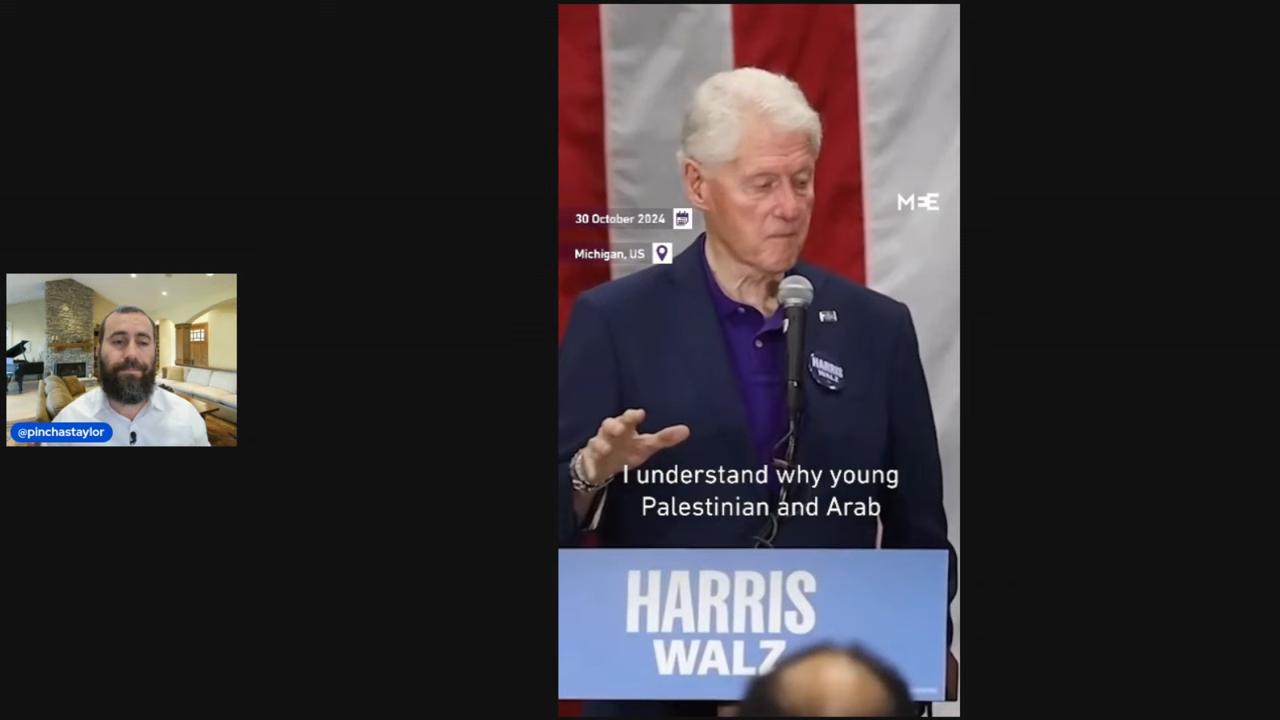 30 October 2024
MEE
Michigan, US
HARRIS
WALZ
@pinchastaylor
I understand why young
Palestinian and Arab
HARRIS
WALZ